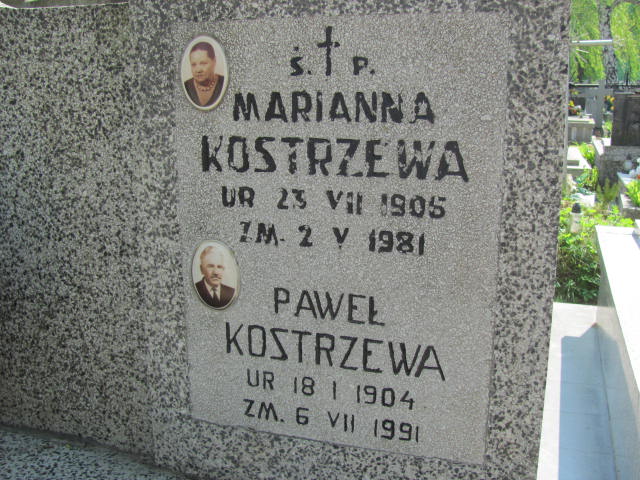 Ś. † P.
MARIANNA
KOSTRZEWA
UR 23 VII 1905
ZM. 2 V 1981
PAWEŁ
KOSTRZEWA
UR 18 I 1904
ZM. 6 VII 1991